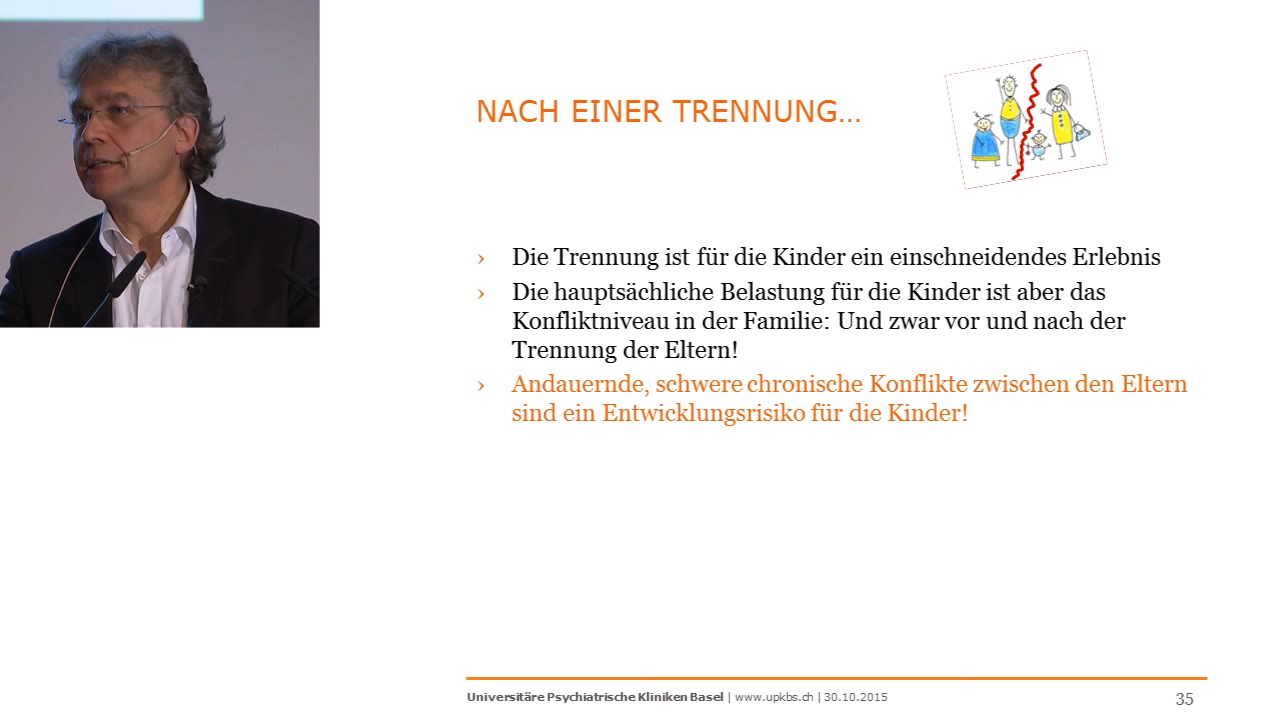 NACH EINER TRENNUNG…
› Die Trennung ist für die Kinder ein einschneidendes Erlebnis
› Die hauptsächliche Belastung für die Kinder ist aber das
Konfliktniveau in der Familie: Und zwar vor und nach der
Trennung der Eltern!
› Andauernde, schwere chronische Konflikte zwischen den Eltern
sind ein Entwicklungsrisiko für die Kinder!
Universitäre Psychiatrische Kliniken Basel | www.upkbs.ch | 30.10.2015
35